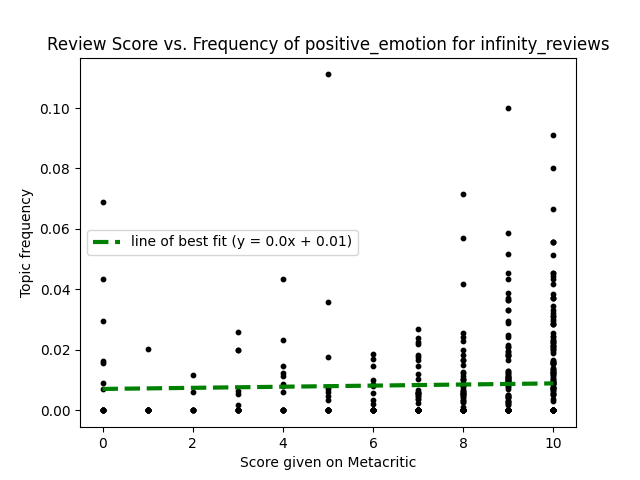 Review Score vs. Frequency of positive_emotion for infinity_reviews
0.10
0.08
0.06
0.04
0.02
0.00
Topic frequency
line of best fit (y = 0.0x + 0.01)
0 2 4 6 8 10
Score given on Metacritic